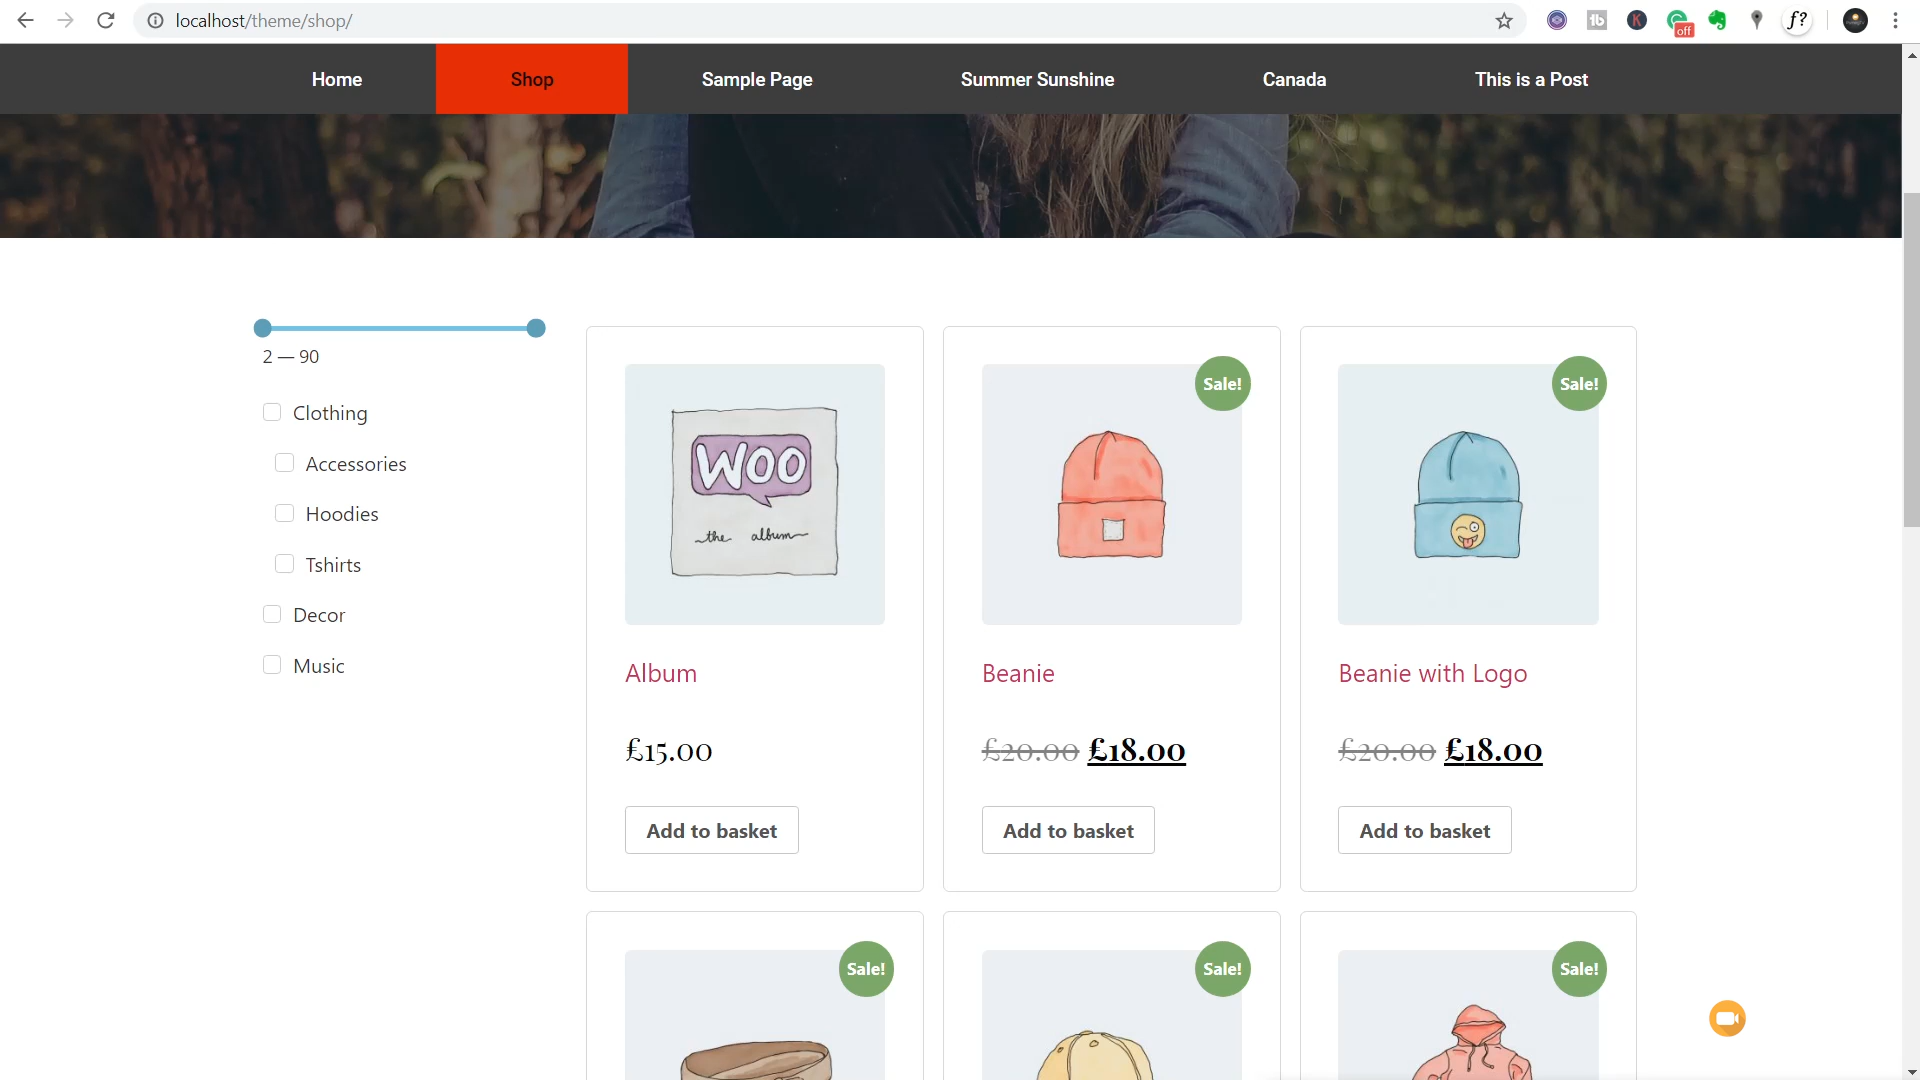 localhost/theme/shop/
off
f?
Home
Shop
Sample Page
Summer Sunshine
Canada
This is a Post
2 — 90
Clothing
Accessories
Hoodies
Tshirts
Decor
Music
WOO
the album
Album
£15.00
Add to basket
Sale!
Beanie
£20.00 £18.00
Add to basket
Sale!
Beanie with Logo
£20.00 £18.00
Add to basket
Sale!
Sale!
Sale!